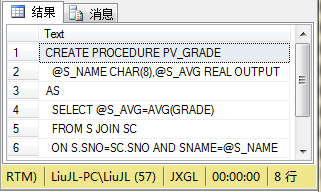 结果 消息
Text
1 CREATE PROCEDURE PV_GRADE
2 @S_NAME CHAR(8),@S_AVG REAL OUTPUT
3 AS
4 SELECT @S_AVG=AVG(GRADE)
5 FROM S JOIN SC
6 ON S.SNO=SC.SNO AND SNAME=@S_NAME
RTM) LiuJL-PC\LiuJL (57) JXGL 00:00:00 8 行